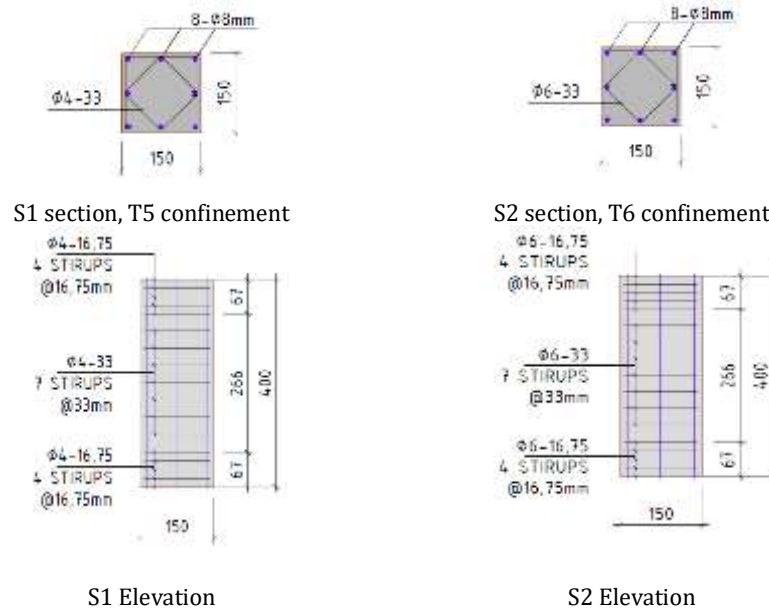 8-Ø8mm
Ø4-33
150
150
S1 section, T5 confinement
8-Ø8mm
Ø6-33
150
150
S2 section, T6 confinement
Ø4-16,75
4 STIRUPS
@16,75mm
Ø4-33
7 STIRUPS
@33mm
Ø4-16,75
4 STIRUPS
@16,75mm
67
266
67
400
150
S1 Elevation
Ø6-16,75
4 STIRUPS
@16,75mm
Ø6-33
7 STIRUPS
@33mm
Ø6-16,75
4 STIRUPS
@16,75mm
67
266
67
400
150
S2 Elevation